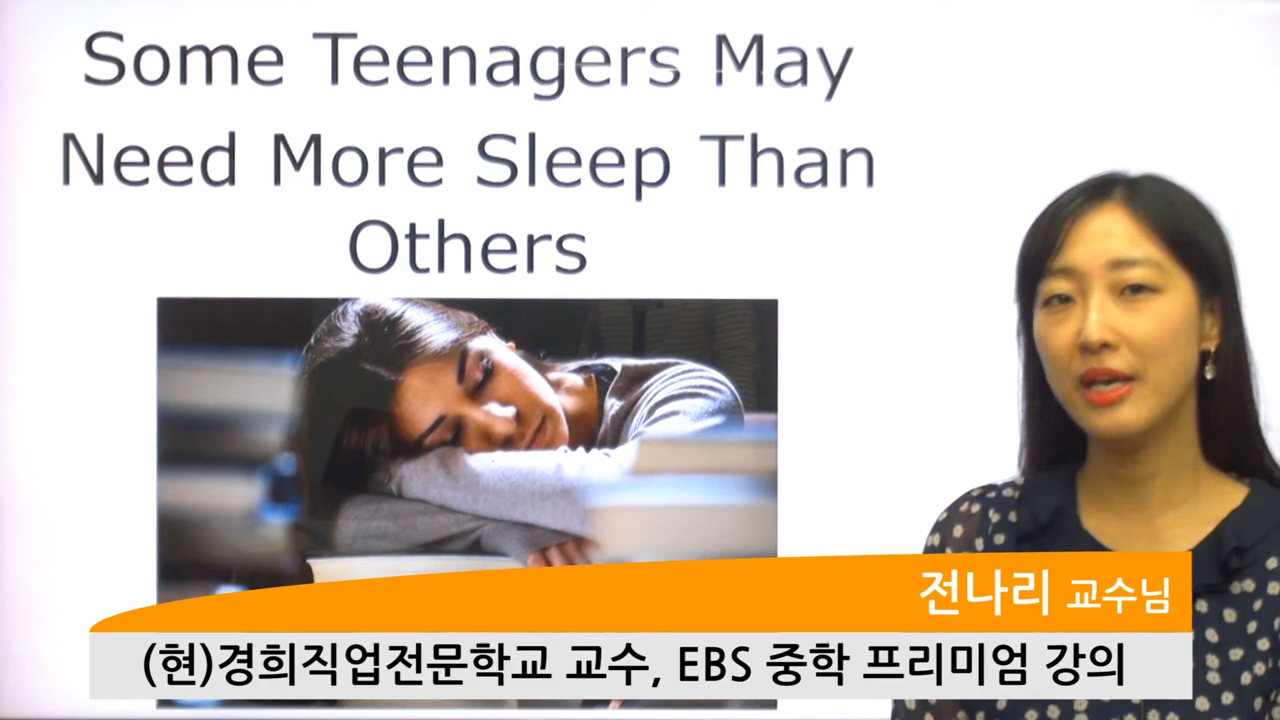 Some Teenagers May
Need More Sleep Than
Others
전나리 교수님
(현)경희직업전문학교 교수, EBS 중학 프리미엄 강의